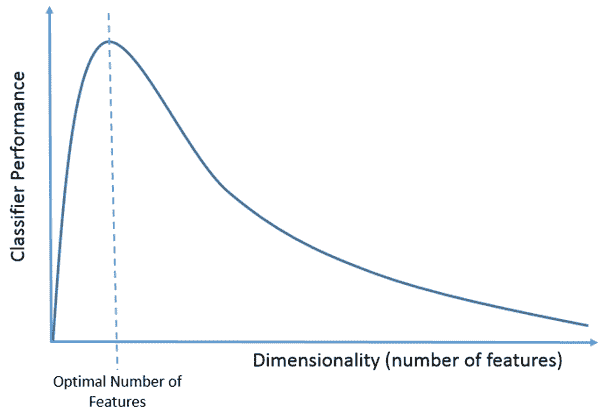 Classifier Performance
Dimensionality (number of features)
Optimal Number of
Features